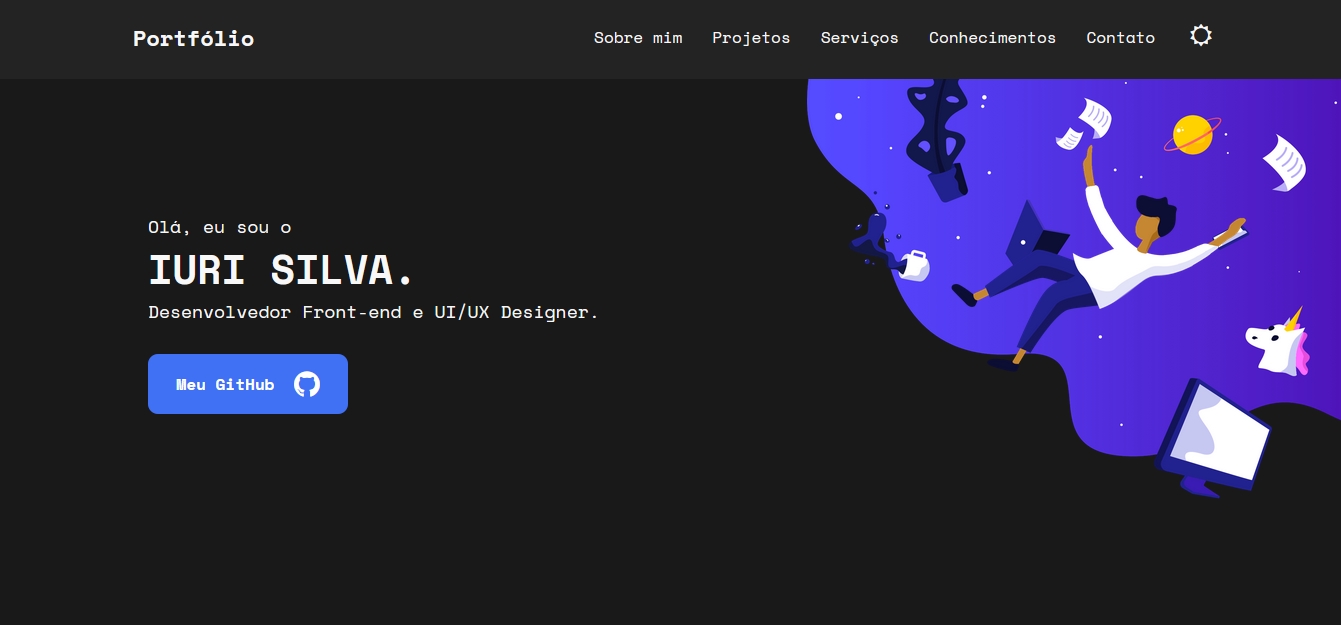 Portfólio
Sobre mim Projetos Serviços Conhecimentos Contato
Olá, eu sou o
IURI SILVA.
Desenvolvedor Front-end e UI/UX Designer.
Meu GitHub